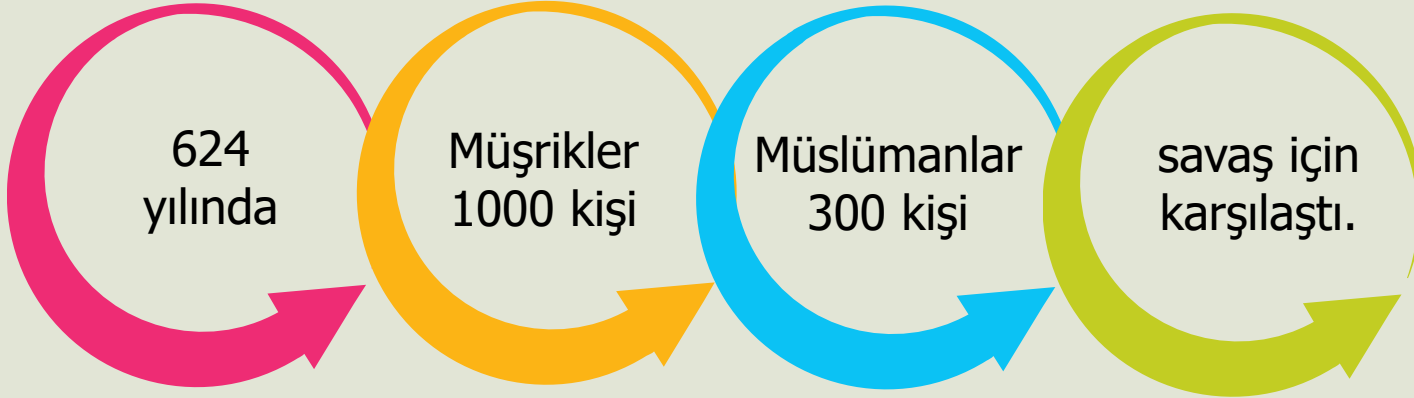 624
yılında
Müşrikler
1000 kişi
Müslümanlar
300 kişi
savaş için
karşılaştı.